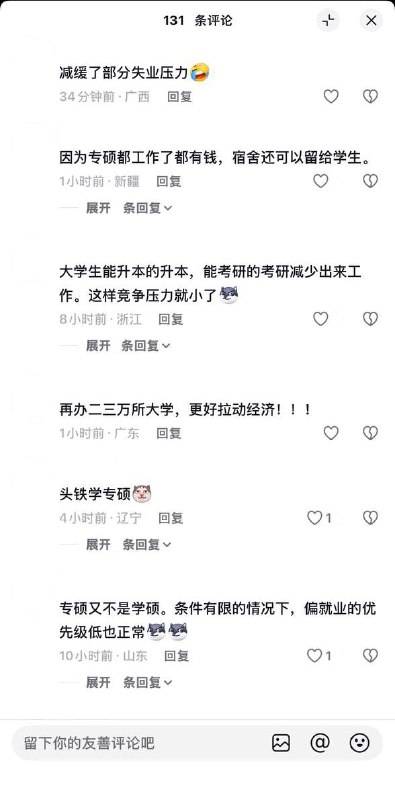 131 条评论
减缓了部分失业压力
34分钟前·广西 回复
因为专硕都工作了都有钱，宿舍还可以留给学生。
1小时前·新疆 回复
展开 条回复
大学生能升本的升本，能考研的考研减少出来工
作。这样竞争压力就小了
8小时前·浙江 回复
展开 条回复
再办二三万所大学，更好拉动经济！！！
1小时前·广东 回复
头铁学专硕
4小时前·辽宁 回复 1
展开 条回复
专硕又不是学硕。条件有限的情况下，偏就业的优
先级低也正常
10小时前·山东 回复 1
展开 条回复
留下你的友善评论吧